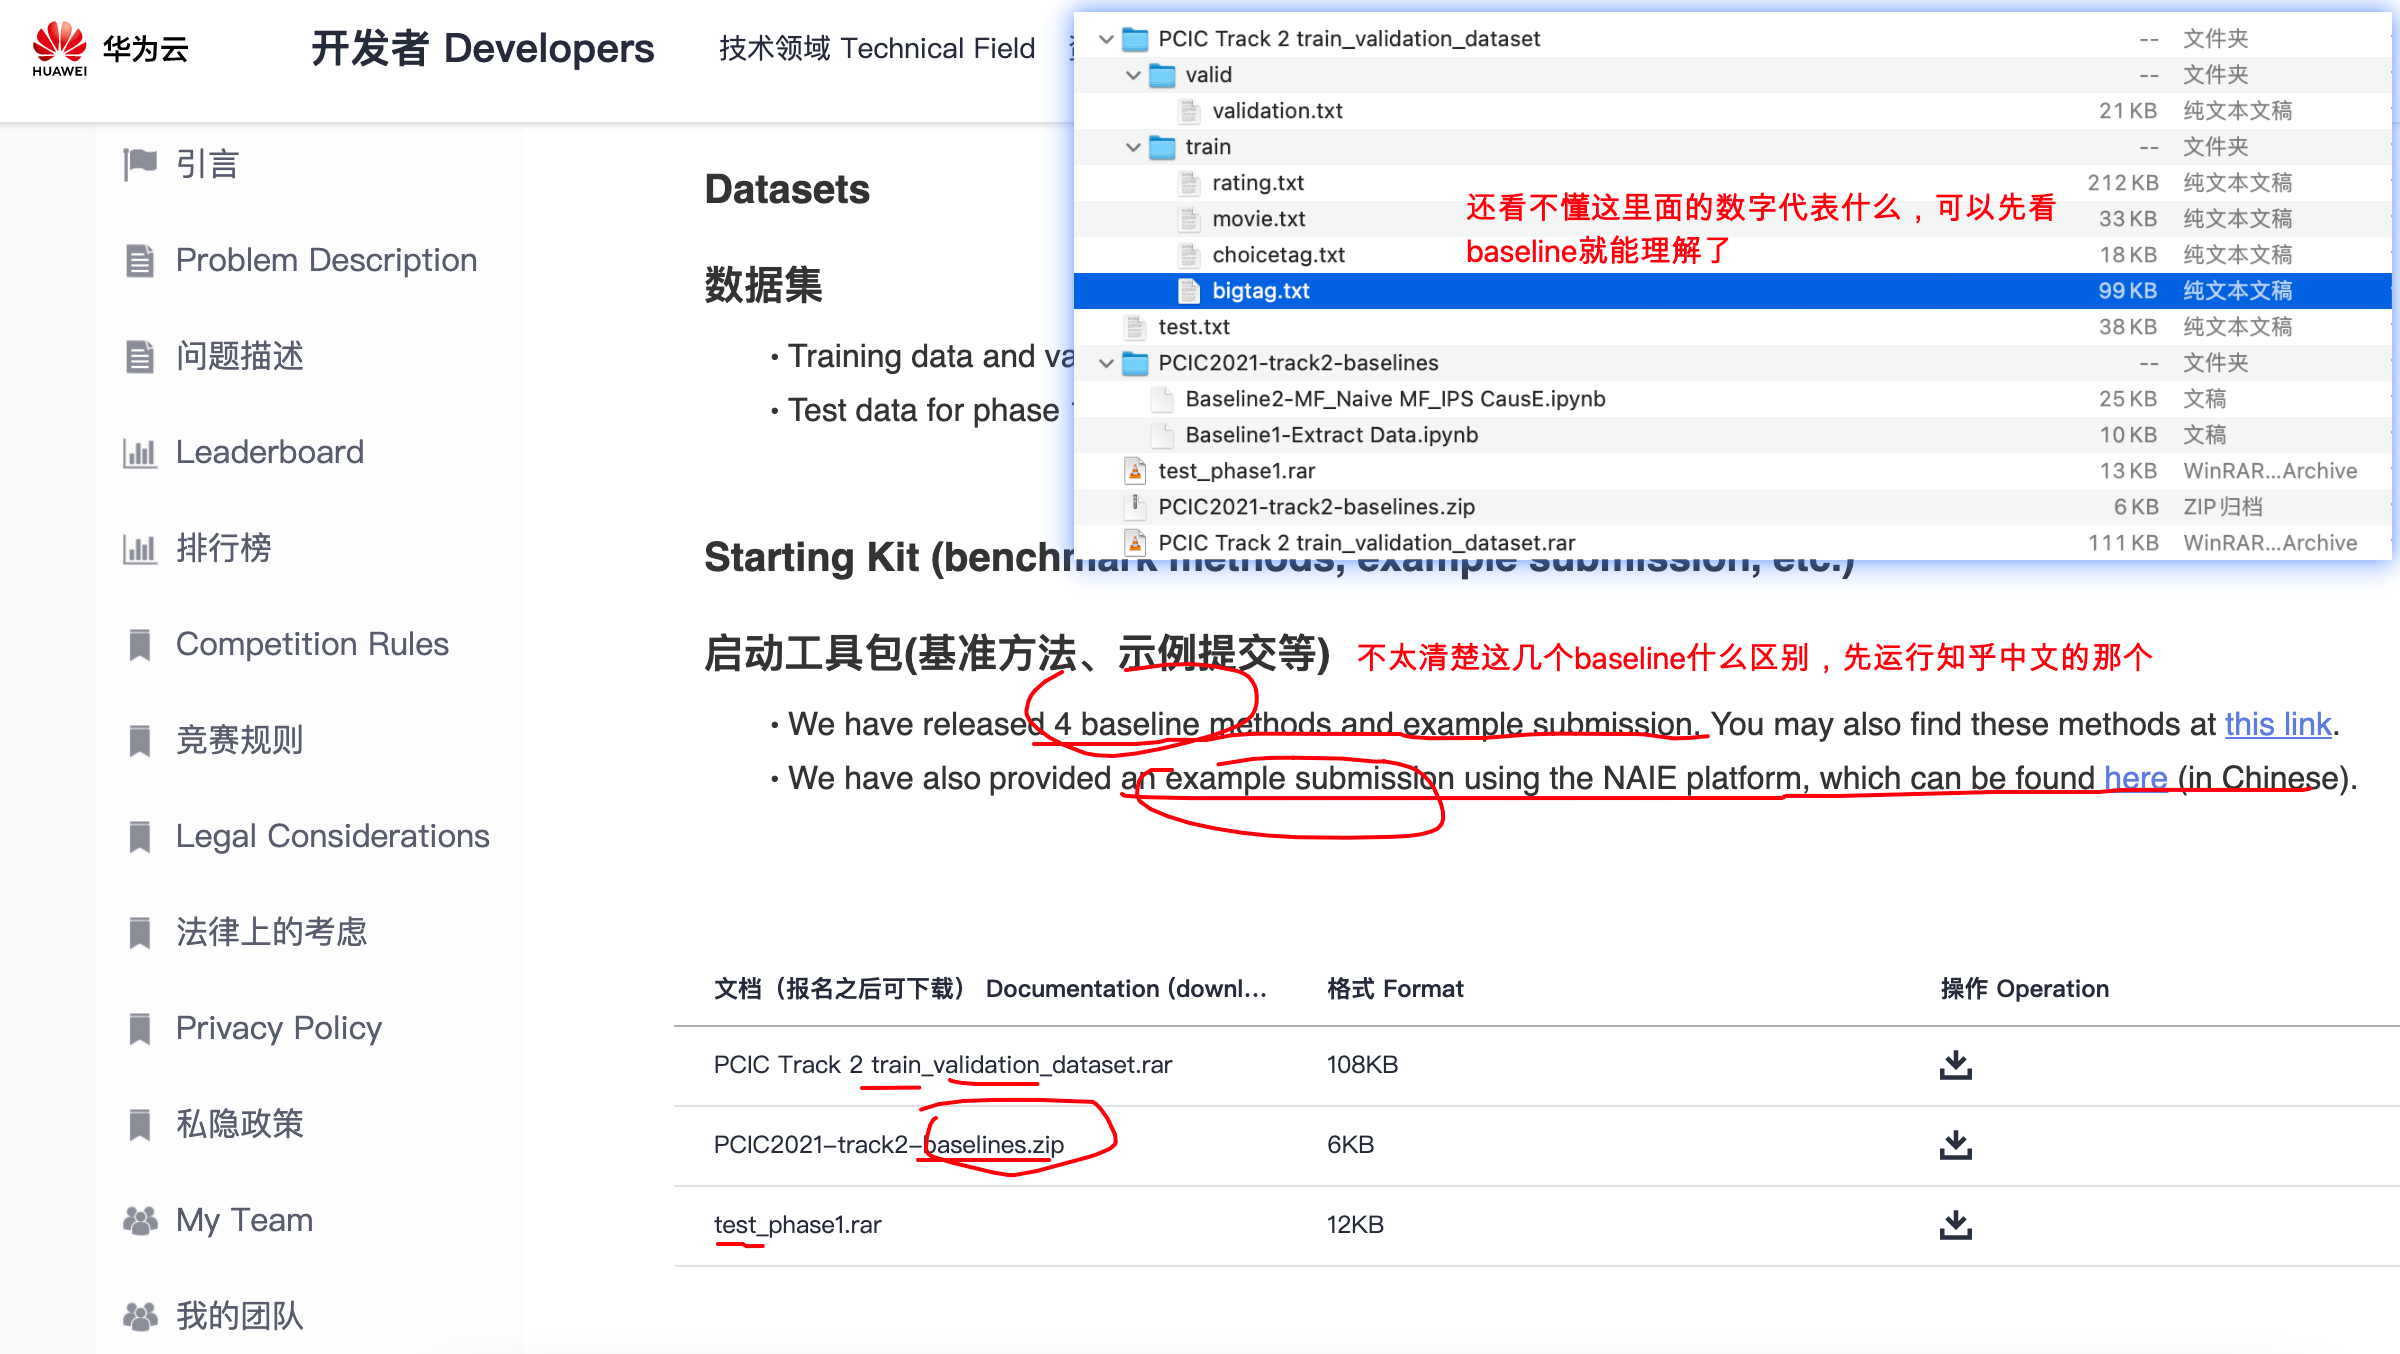 HUAWEI
华为云
开发者 Developers
技术领域 Technical Field
引言
Problem Description
问题描述
Leaderboard
排行榜
Competition Rules
竞赛规则
Legal Considerations
法律上的考虑
Privacy Policy
私隐政策
My Team
我的团队
PCIC Track 2 train_validation_dataset -- 文件夹
valid -- 文件夹
validation.txt 21 KB 纯文本文稿
train -- 文件夹
rating.txt 212 KB 纯文本文稿
movie.txt 33 KB 纯文本文稿
choicetag.txt 18 KB 纯文本文稿
bigtag.txt 99 KB 纯文本文稿
test.txt 38 KB 纯文本文稿
PCIC2021-track2-baselines -- 文件夹
Baseline2-MF_Naive MF_IPS CausE.ipynb 25 KB 文稿
Baseline1-Extract Data.ipynb 10 KB 文稿
test_phase1.rar 13 KB WinRAR...Archive
PCIC2021-track2-baselines.zip 6 KB ZIP归档
PCIC Track 2 train_validation_dataset.rar 111 KB WinRAR...Archive
还看不懂这里面的数字代表什么，可以先看
baseline就能理解了
Datasets
数据集
• Training data and va
• Test data for phase
Starting Kit (benchmark methods, example submission, etc.)
启动工具包(基准方法、示例提交等)
不太清楚这几个baseline什么区别，先运行知乎中文的那个
• We have released 4 baseline methods and example submission. You may also find these methods at this link.
• We have also provided an example submission using the NAIE platform, which can be found here (in Chinese).
文档（报名之后可下载） Documentation (downl... 格式 Format 操作 Operation
PCIC Track 2 train_validation_dataset.rar 108KB
PCIC2021-track2-baselines.zip 6KB
test_phase1.rar 12KB